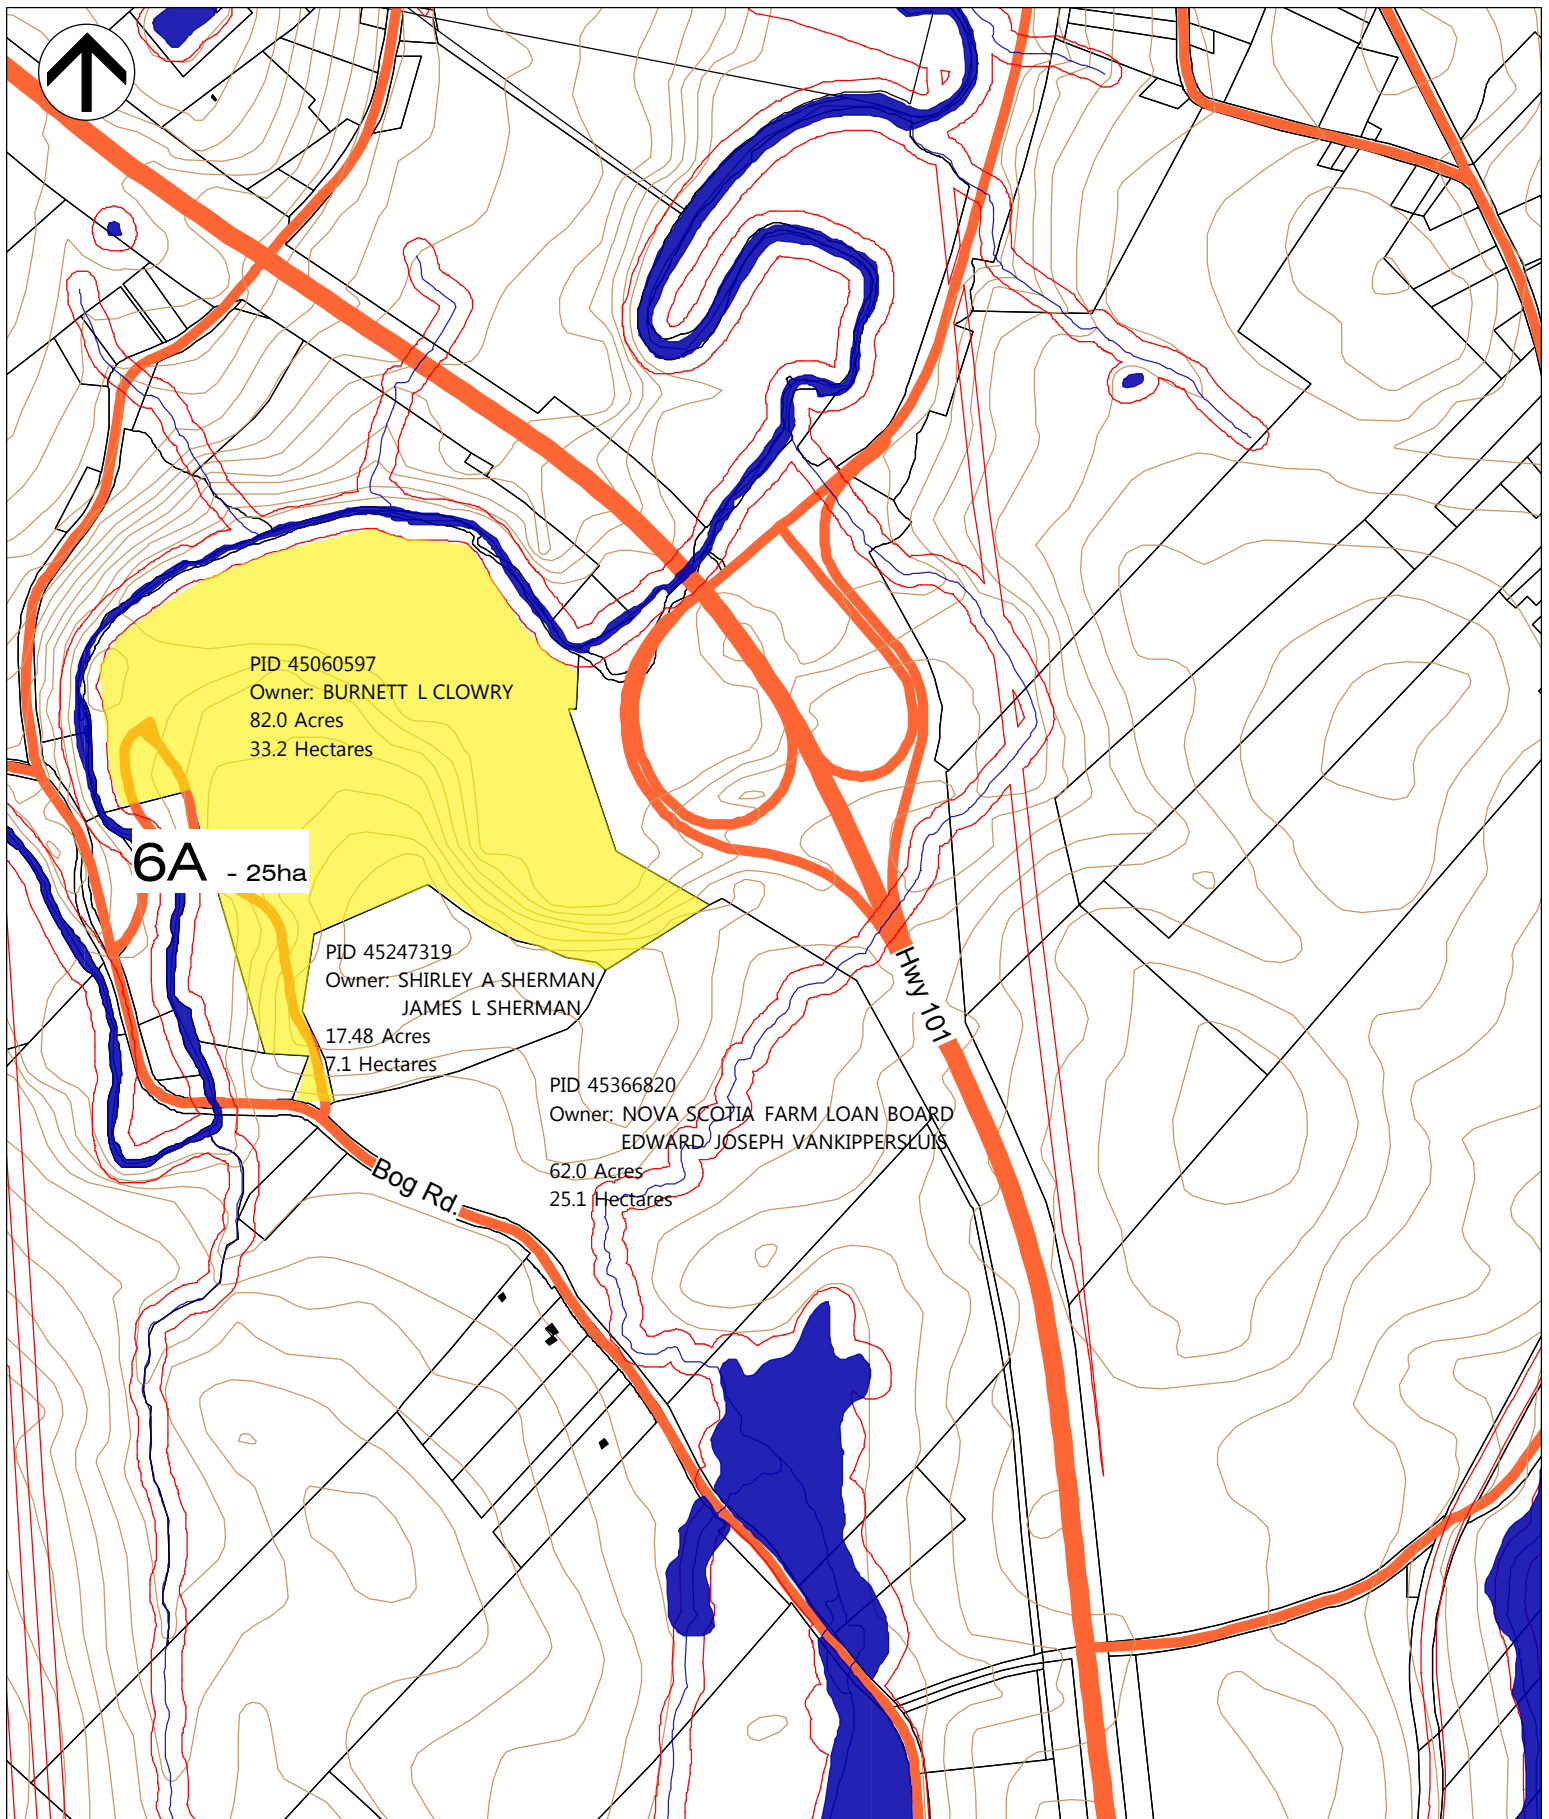 PID 45060597
Owner: BURNETT L CLOWRY
82.0 Acres
33.2 Hectares
6A - 25ha
PID 45247319
Owner: SHIRLEY A SHERMAN
JAMES L SHERMAN
17.48 Acres
7.1 Hectares
Hwy 101
PID 45366820
Owner: NOVA SCOTIA FARM LOAN BOARD
EDWARD JOSEPH VANKIPPERSLUIS
62.0 Acres
25.1 Hectares
Bog Rd.